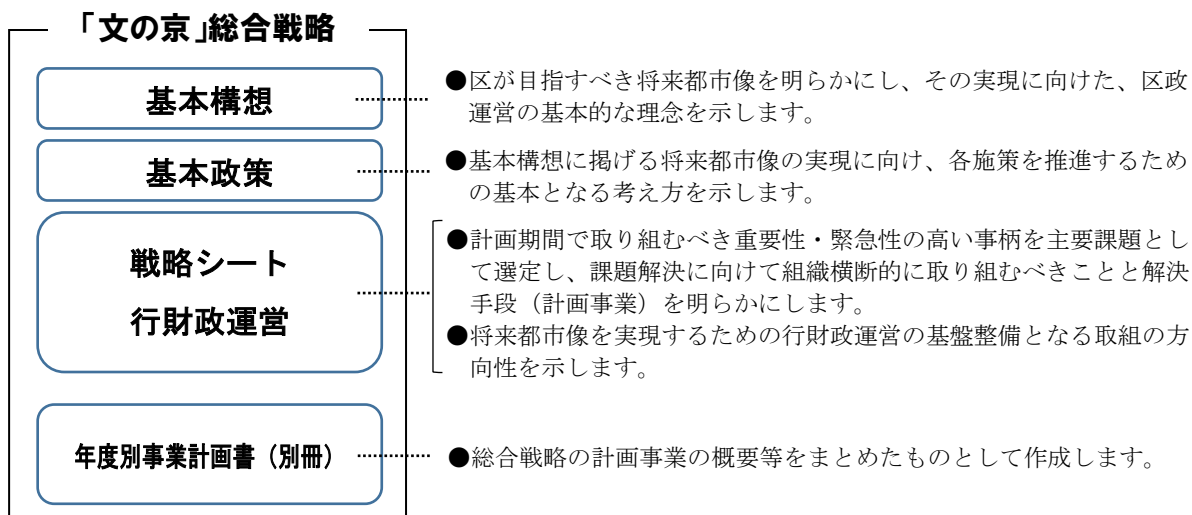 「文の京」総合戦略
基本構想
●区が目指すべき将来都市像を明らかにし、その実現に向けた、区政
運営の基本的な理念を示します。
基本政策
●基本構想に掲げる将来都市像の実現に向け、各施策を推進するため
の基本となる考え方を示します。
戦略シート
行財政運営
●計画期間で取り組むべき重要性・緊急性の高い事柄を主要課題とし
て選定し、課題解決に向けて組織横断的に取り組むべきことと解決
手段（計画事業）を明らかにします。
●将来都市像を実現するための行財政運営の基盤整備となる取組の方
向性を示します。
年度別事業計画書（別冊）
●総合戦略の計画事業の概要等をまとめたものとして作成します。